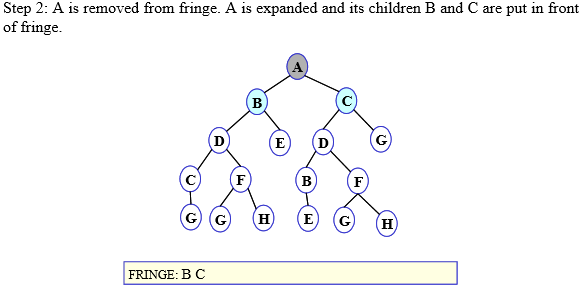 Step 2: A is removed from fringe. A is expanded and its children B and C are put in front
of fringe.
A
B C
D E D G
C F B F
G G H E G H
FRINGE: B C